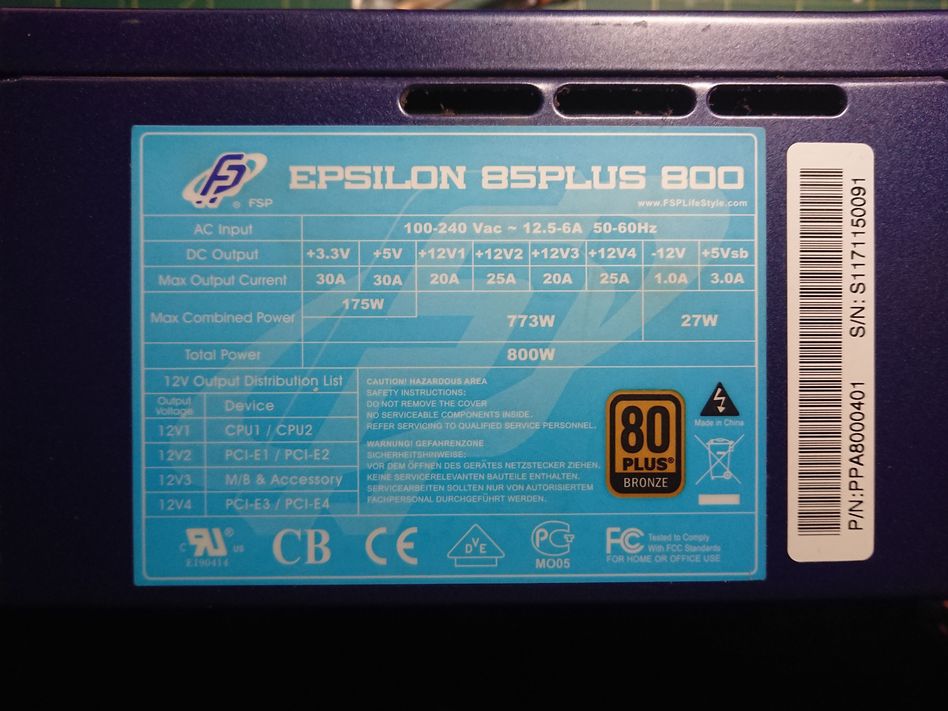 FSP
® FSP
EPSILON 85PLUS 800
www.FSPLifeStyle.com
AC Input 100-240 Vac ~ 12.5-6A 50-60Hz
DC Output +3.3V +5V +12V1 +12V2 +12V3 +12V4 -12V +5Vsb
Max Output Current 30A 30A 20A 25A 20A 25A 1.0A 3.0A
Max Combined Power 175W 773W 27W
Total Power 800W
12V Output Distribution List
Output Voltage Device
12V1 CPU1 / CPU2
12V2 PCI-E1 / PCI-E2
12V3 M/B & Accessory
12V4 PCI-E3 / PCI-E4
CAUTION! HAZARDOUS AREA
SAFETY INSTRUCTIONS:
DO NOT REMOVE THE COVER
NO SERVICEABLE COMPONENTS INSIDE.
REFER SERVICING TO QUALIFIED SERVICE PERSONNEL.
WARNUNG! GEFAHRENZONE
SICHERHEITSHINWEISE:
VOR DEM ÖFFNEN DES GERÄTES NETZSTECKER ZIEHEN.
KEINE SERVICERELEVANTEN BAUTEILE ENTHALTEN.
SERVICEARBEITEN SOLLTEN NUR VON AUTORISIERTEM
FACHPERSONAL DURCHGEFÜHRT WERDEN.
80
PLUS®
BRONZE
Made in China
c RU® US
E190414
CB
CE
DVE
PCT
MO05
FC Tested to Comply
With FCC Standards
FOR HOME OR OFFICE USE
P/N:PPA8000401 S/N: S1171150091